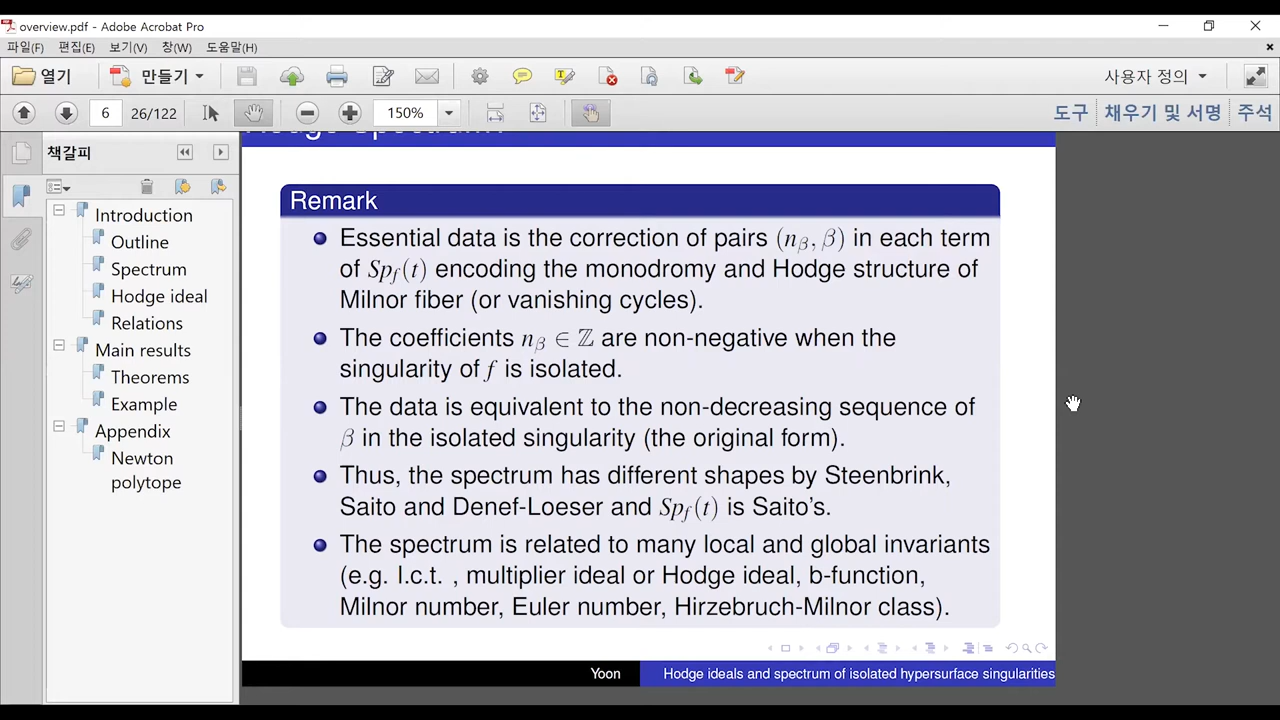 overview.pdf - Adobe Acrobat Pro
파일(F) 편집(E) 보기(V) 창(W) 도움말(H)
열기 만들기 사용자 정의
6 26/122 150% 도구 채우기 및 서명 주석
책갈피
Introduction
Outline
Spectrum
Hodge ideal
Relations
Main results
Theorems
Example
Appendix
Newton
polytope
Remark
Essential data is the correction of pairs (n_β, β) in each term
of Sp_f(t) encoding the monodromy and Hodge structure of
Milnor fiber (or vanishing cycles).
The coefficients n_β ∈ ℤ are non-negative when the
singularity of f is isolated.
The data is equivalent to the non-decreasing sequence of
β in the isolated singularity (the original form).
Thus, the spectrum has different shapes by Steenbrink,
Saito and Denef-Loeser and Sp_f(t) is Saito's.
The spectrum is related to many local and global invariants
(e.g. l.c.t. , multiplier ideal or Hodge ideal, b-function,
Milnor number, Euler number, Hirzebruch-Milnor class).
Yoon Hodge ideals and spectrum of isolated hypersurface singularities